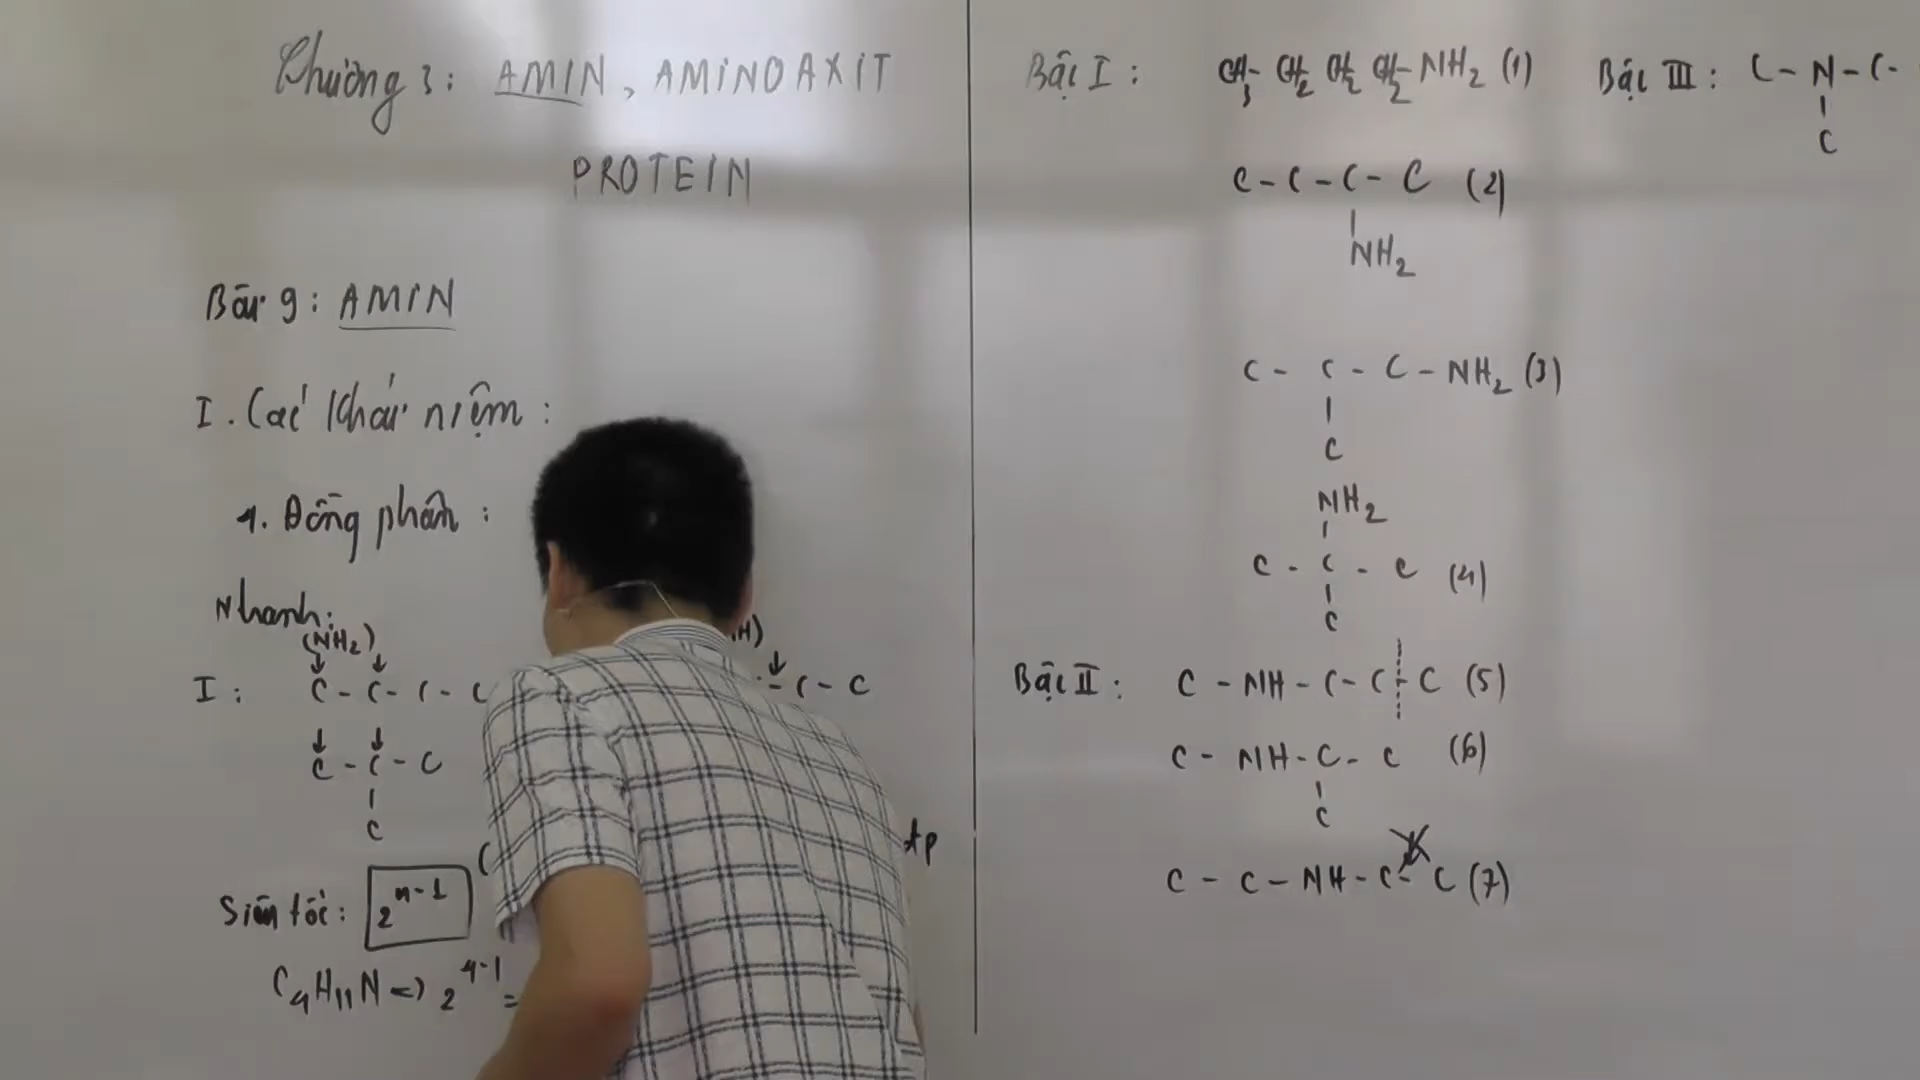 Chương 3: AMIN, AMINOAXIT
PROTEIN
Bài 9: AMIN
I. Các khái niệm:
1. Đồng phân:
Nhanh:
(NH2)
I: C - C - C - C
- C - C
C - C - C
C
Siêu tốc: 2^n-1
C4H11N => 2^4-1 =
Bậc I: CH3- CH2 CH2 CH2- NH2 (1)
C - C - C - C (2)
NH2
C - C - C - NH2 (3)
C
NH2
C - C - C (4)
C
Bậc II: C - NH - C - C - C (5)
C - NH - C - C (6)
C
C - C - NH - C - C (7)
Bậc III: C - N - C -
C